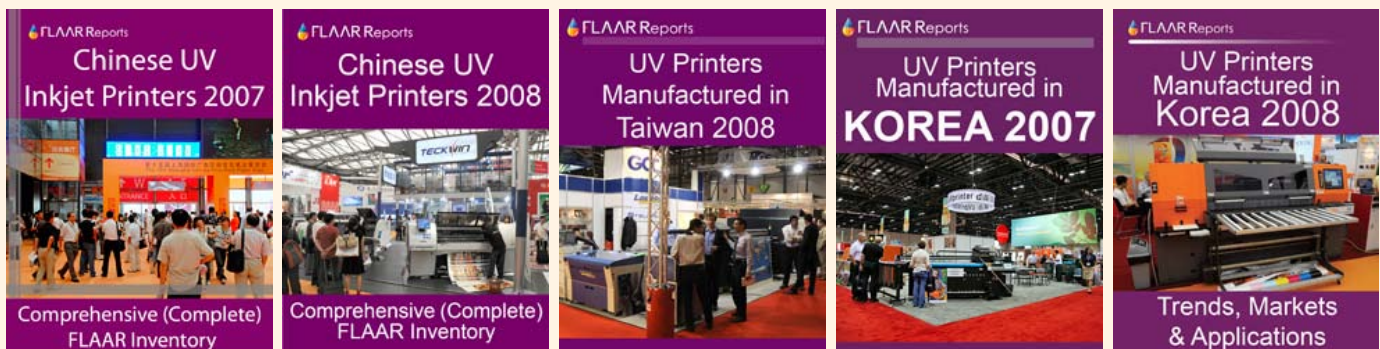 FLAAR Reports
Chinese UV
Inkjet Printers 2007
ENTRANCE
Comprehensive (Complete)
FLAAR Inventory
FLAAR Reports
Chinese UV
Inkjet Printers 2008
TECKWIN
Comprehensive (Complete)
FLAAR Inventory
FLAAR Reports
UV Printers
Manufactured in
Taiwan 2008
FLAAR Reports
UV Printers
Manufactured in
KOREA 2007
FLAAR Reports
UV Printers
Manufactured in
Korea 2008
Trends, Markets
& Applications